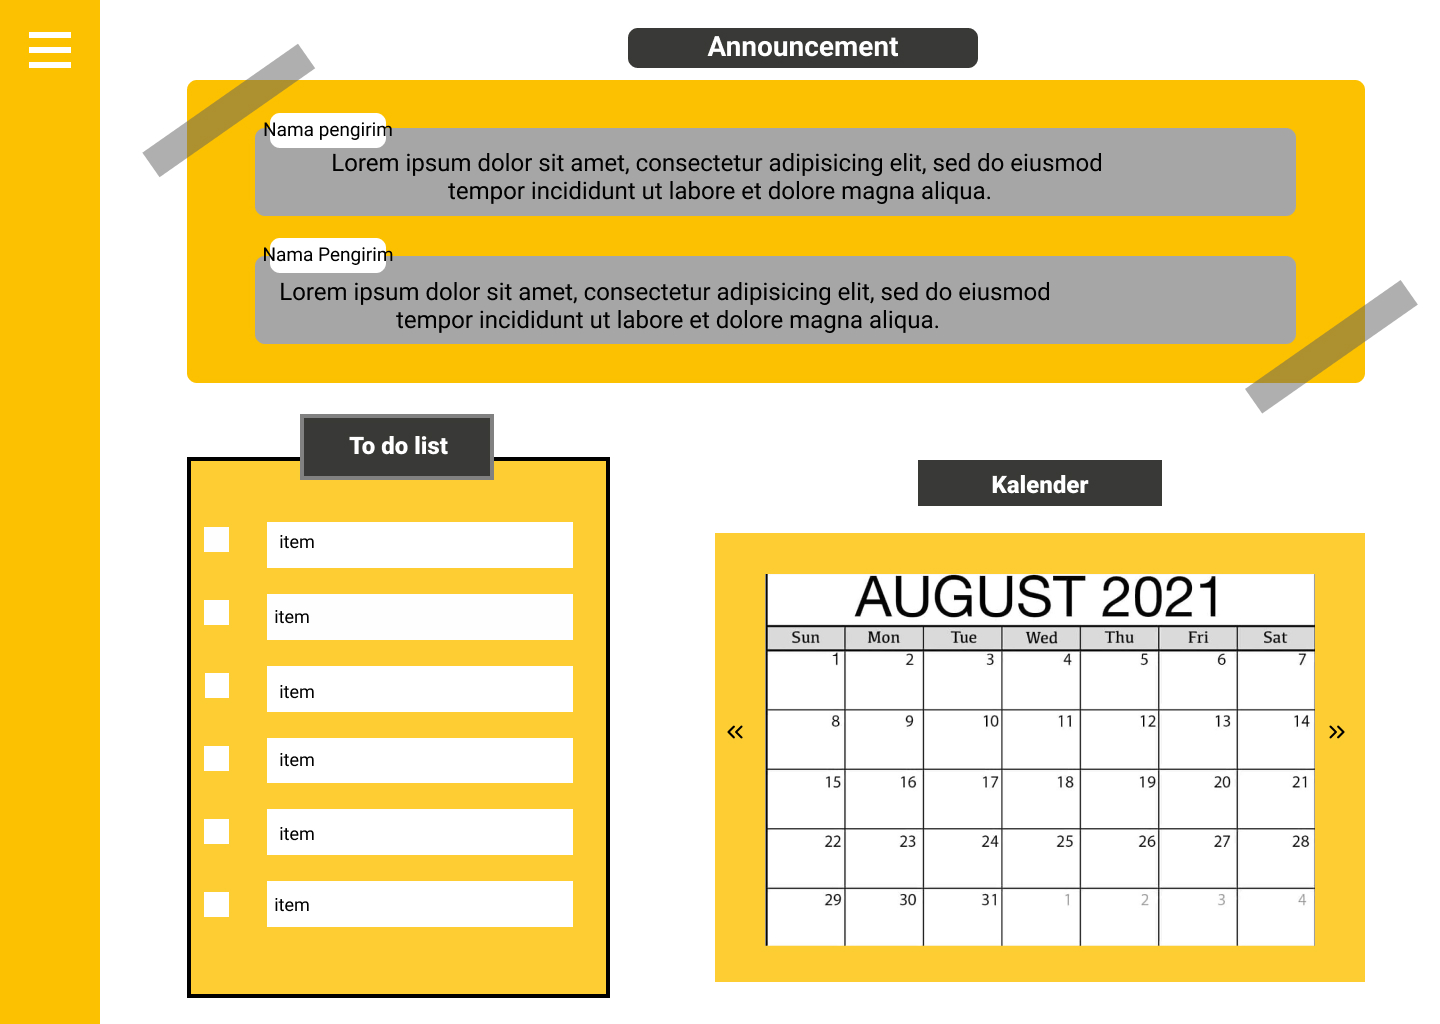 Announcement
Nama pengirim
Lorem ipsum dolor sit amet, consectetur adipisicing elit, sed do eiusmod
tempor incididunt ut labore et dolore magna aliqua.
Nama Pengirim
Lorem ipsum dolor sit amet, consectetur adipisicing elit, sed do eiusmod
tempor incididunt ut labore et dolore magna aliqua.
To do list
item
item
item
item
item
item
Kalender
AUGUST 2021
Sun Mon Tue Wed Thu Fri Sat
1 2 3 4 5 6 7
8 9 10 11 12 13 14
15 16 17 18 19 20 21
22 23 24 25 26 27 28
29 30 31 1 2 3 4